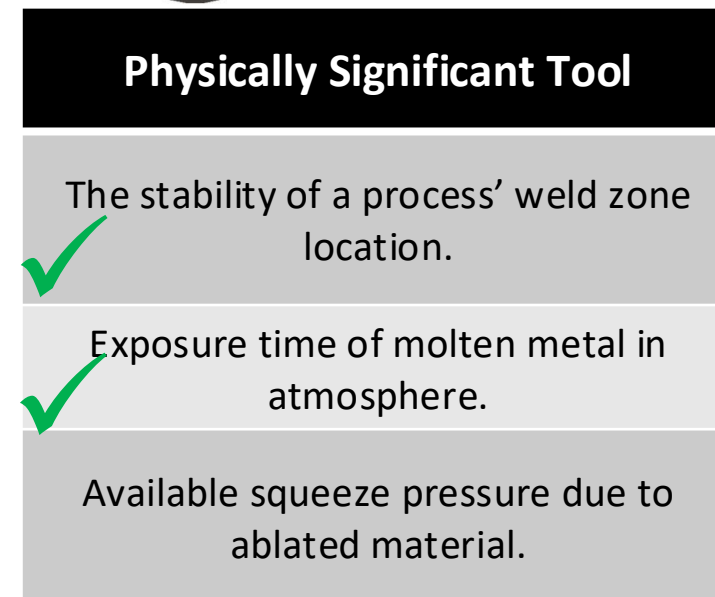 Physically Significant Tool
The stability of a process’ weld zone
location.
Exposure time of molten metal in
atmosphere.
Available squeeze pressure due to
ablated material.